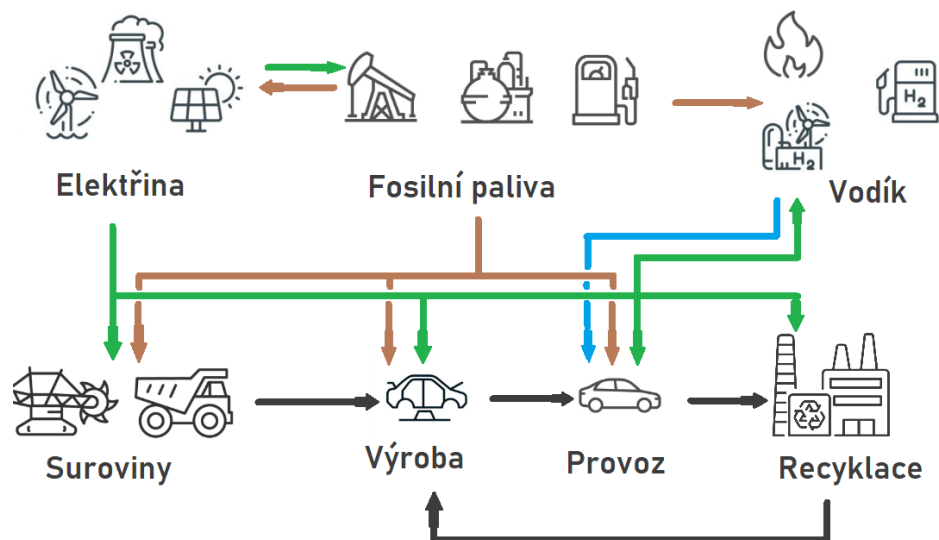 H2
H2
Elektřina
Fosilní paliva
Vodík
Suroviny
Výroba
Provoz
Recyklace